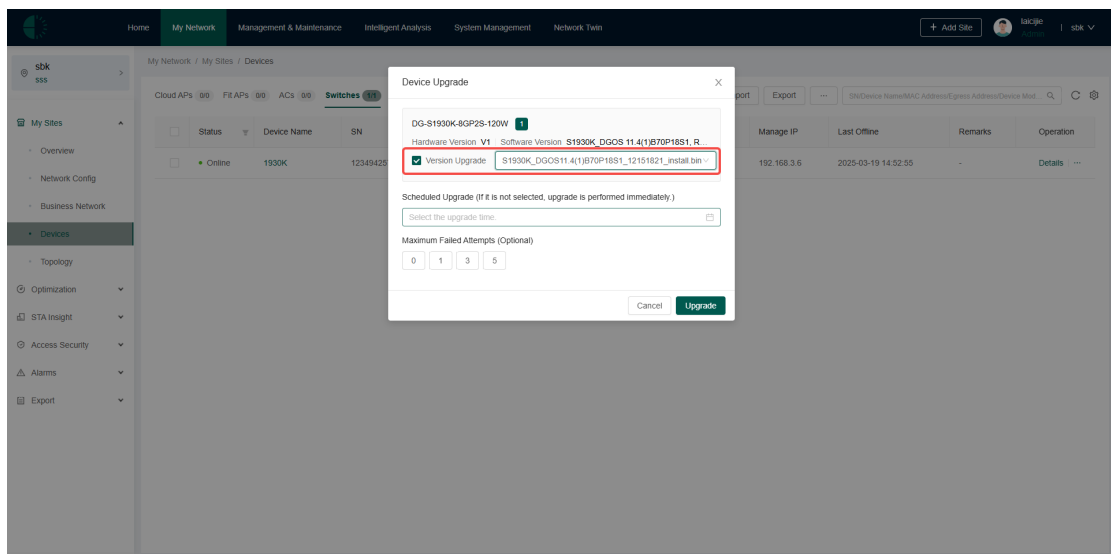 Home My Network Management & Maintenance Intelligent Analysis System Management Network Twin + Add Site laicijie Admin sbk
sbk
sss
My Network / My Sites / Devices
Cloud APs 0/0 Fit APs 0/0 ACs 0/0 Switches 1/1 Export ··· SN/Device Name/MAC Address/Egress Address/Device Mod...
My Sites
Overview
Network Config
Business Network
Devices
Topology
Optimization
STA Insight
Access Security
Alarms
Export
Status Device Name SN Manage IP Last Offline Remarks Operation
Online 1930K 12349425 192.168.3.6 2025-03-19 14:52:55 - Details ···
Device Upgrade
DG-S1930K-8GP2S-120W 1
Hardware Version V1 Software Version S1930K_DGOS 11.4(1)B70P18S1, R...
Version Upgrade S1930K_DGOS11.4(1)B70P18S1_12151821_install.bin
Scheduled Upgrade (If it is not selected, upgrade is performed immediately.)
Select the upgrade time.
Maximum Failed Attempts (Optional)
0 1 3 5
Cancel Upgrade